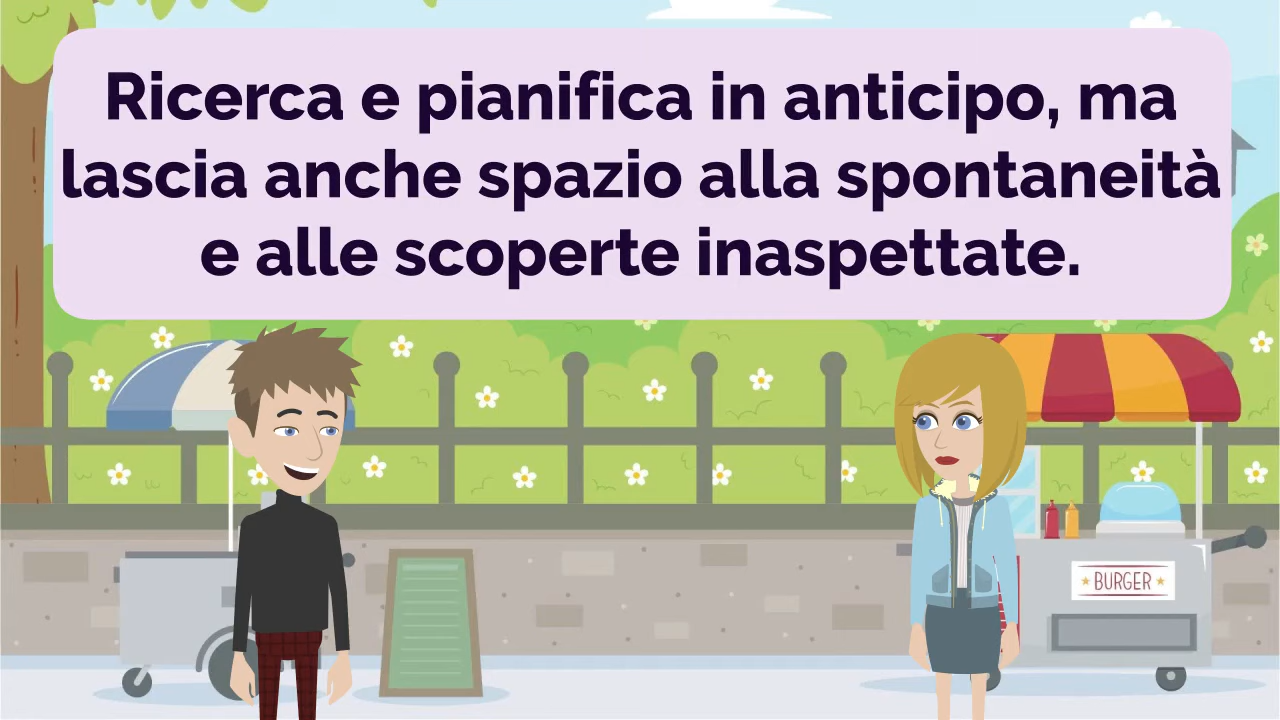 Ricerca e pianifica in anticipo, ma
lascia anche spazio alla spontaneità
e alle scoperte inaspettate.
BURGER